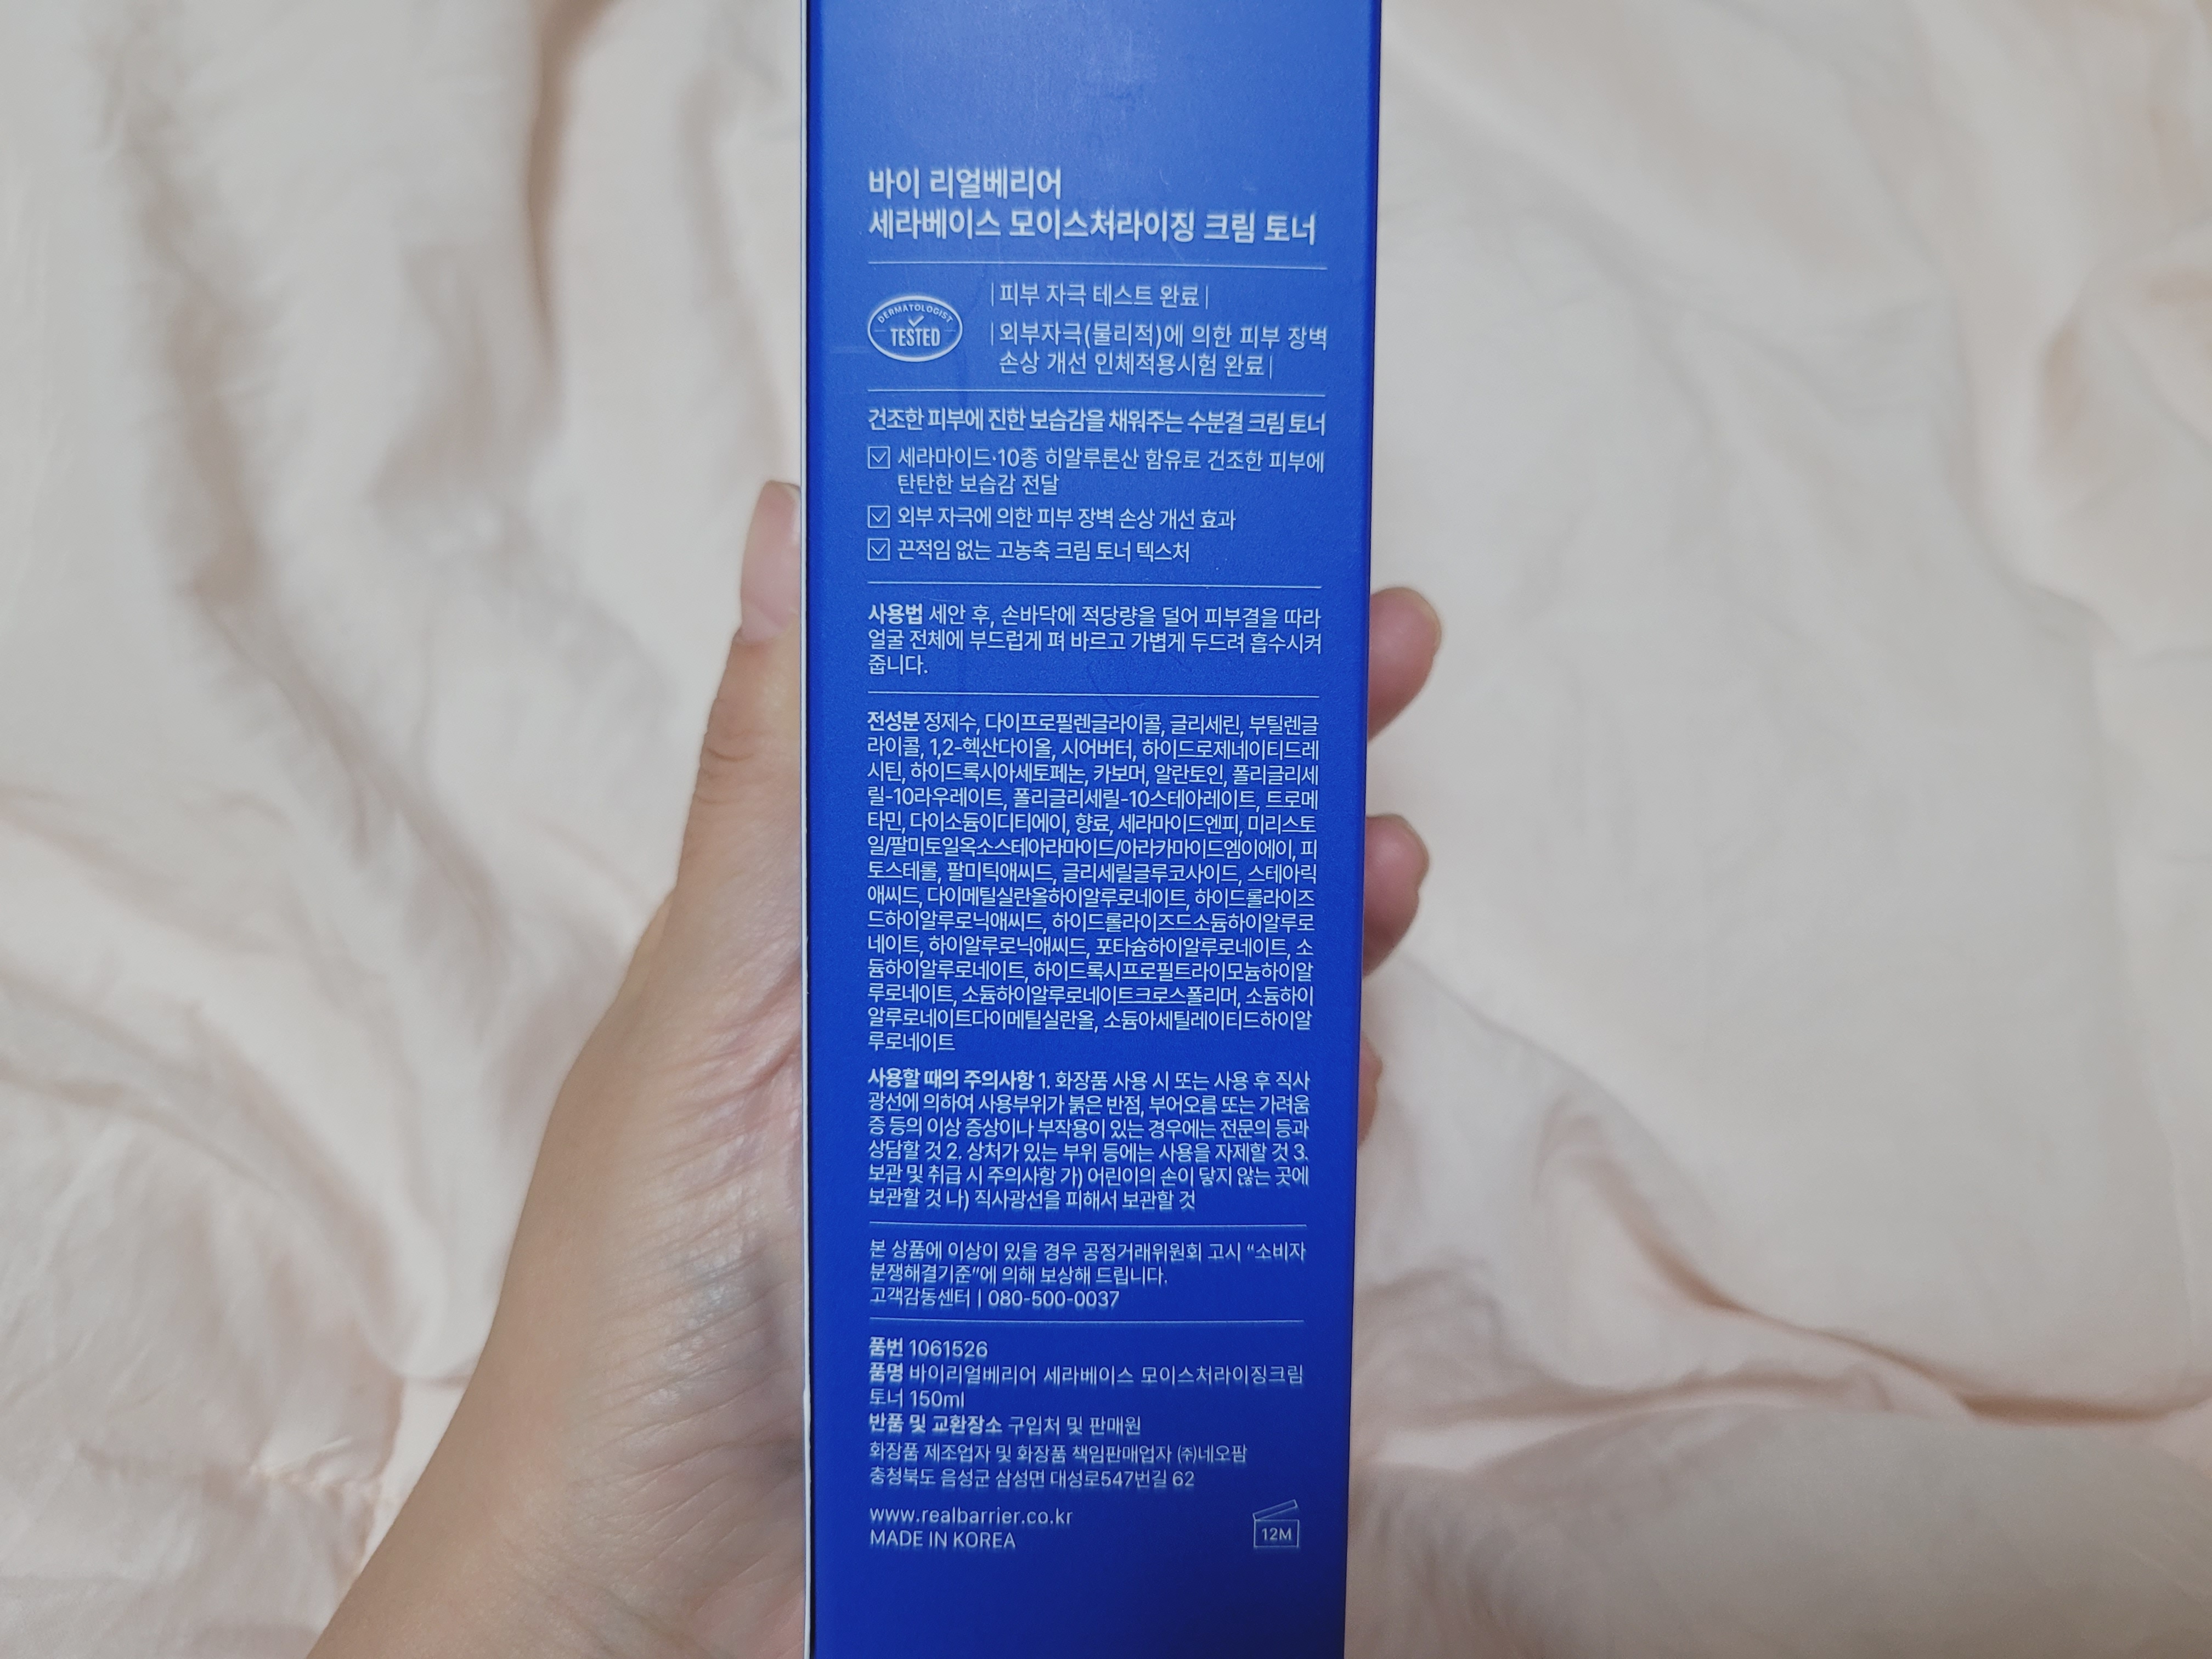 바이 리얼베리어
세라베이스 모이스처라이징 크림 토너
DERMATOLOGIST
TESTED
|피부 자극 테스트 완료|
|외부자극(물리적)에 의한 피부 장벽
손상 개선 인체적용시험 완료|
건조한 피부에 진한 보습감을 채워주는 수분결 크림 토너
세라마이드·10종 히알루론산 함유로 건조한 피부에
탄탄한 보습감 전달
외부 자극에 의한 피부 장벽 손상 개선 효과
끈적임 없는 고농축 크림 토너 텍스처
사용법 세안 후, 손바닥에 적당량을 덜어 피부결을 따라
얼굴 전체에 부드럽게 펴 바르고 가볍게 두드려 흡수시켜
줍니다.
전성분 정제수, 다이프로필렌글라이콜, 글리세린, 부틸렌글
라이콜, 1,2-헥산다이올, 시어버터, 하이드로제네이티드레
시틴, 하이드록시아세토페논, 카보머, 알란토인, 폴리글리세
릴-10라우레이트, 폴리글리세릴-10스테아레이트, 트로메
타민, 다이소듐이디티에이, 향료, 세라마이드엔피, 미리스토
일/팔미토일옥소스테아라마이드/아라카마이드엠이에이, 피
토스테롤, 팔미틱애씨드, 글리세릴글루코사이드, 스테아릭
애씨드, 다이메틸실란올하이알루로네이트, 하이드롤라이즈
드하이알루로닉애씨드, 하이드롤라이즈드소듐하이알루로
네이트, 하이알루로닉애씨드, 포타슘하이알루로네이트, 소
듐하이알루로네이트, 하이드록시프로필트라이모늄하이알
루로네이트, 소듐하이알루로네이트크로스폴리머, 소듐하이
알루로네이트다이메틸실란올, 소듐아세틸레이티드하이알
루로네이트
사용할 때의 주의사항 1. 화장품 사용 시 또는 사용 후 직사
광선에 의하여 사용부위가 붉은 반점, 부어오름 또는 가려움
증 등의 이상 증상이나 부작용이 있는 경우에는 전문의 등과
상담할 것 2. 상처가 있는 부위 등에는 사용을 자제할 것 3.
보관 및 취급 시 주의사항 가) 어린이의 손이 닿지 않는 곳에
보관할 것 나) 직사광선을 피해서 보관할 것
본 상품에 이상이 있을 경우 공정거래위원회 고시 “소비자
분쟁해결기준”에 의해 보상해 드립니다.
고객감동센터 | 080-500-0037
품번 1061526
품명 바이리얼베리어 세라베이스 모이스처라이징크림
토너 150ml
반품 및 교환장소 구입처 및 판매원
화장품 제조업자 및 화장품 책임판매업자 ㈜네오팜
충청북도 음성군 삼성면 대성로547번길 62
www.realbarrier.co.kr
MADE IN KOREA
12M